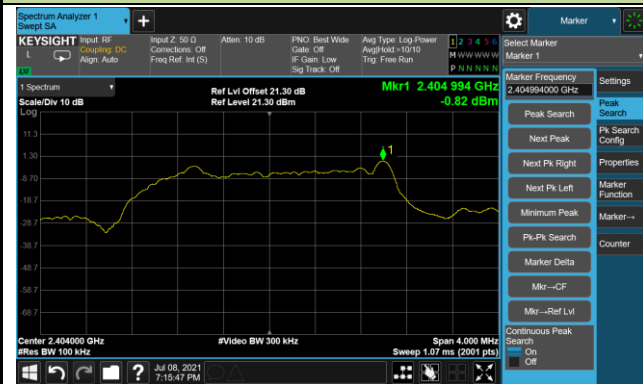 Spectrum Analyzer 1
Swept SA
Marker
KEYSIGHT
L
Input: RF
Coupling: DC
Align: Auto
Input Z: 50 Ω
Corrections: Off
Freq Ref: Int (S)
Atten: 10 dB
PNO: Best Wide
Gate: Off
IF Gain: Low
Sig Track: Off
Avg Type: Log-Power
Avg|Hold:>10/10
Trig: Free Run
1 2 3 4 5 6
M W W W W W
P N N N N N
Select Marker
Marker 1
1 Spectrum
Scale/Div 10 dB
Log
Ref Lvl Offset 21.30 dB
Ref Level 21.30 dBm
Mkr1 2.404 994 GHz
-0.82 dBm
11.3
1.30
-8.70
-18.7
-28.7
-38.7
-48.7
-58.7
-68.7
1
Center 2.404000 GHz
#Res BW 100 kHz
#Video BW 300 kHz
Span 4.000 MHz
Sweep 1.07 ms (2001 pts)
Marker Frequency
2.404994000 GHz
Peak Search
Next Peak
Next Pk Right
Next Pk Left
Minimum Peak
Pk-Pk Search
Marker Delta
Mkr→CF
Mkr→Ref Lvl
Continuous Peak
Search
On
Off
Settings
Peak
Search
Pk Search
Config
Properties
Marker
Function
Marker→
Counter
Jul 08, 2021
7:15:47 PM